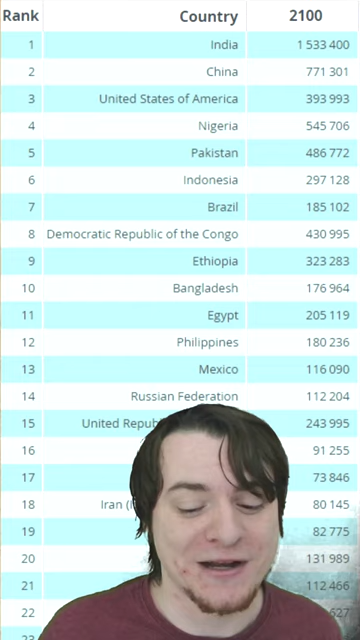 Rank Country 2100
1 India 1 533 400
2 China 771 301
3 United States of America 393 993
4 Nigeria 545 706
5 Pakistan 486 772
6 Indonesia 297 128
7 Brazil 185 102
8 Democratic Republic of the Congo 430 995
9 Ethiopia 323 283
10 Bangladesh 176 964
11 Egypt 205 119
12 Philippines 180 236
13 Mexico 116 090
14 Russian Federation 112 204
15 United 243 995
16 91 255
17 73 846
18 Iran 80 145
19 82 775
20 131 989
21 112 466
22 627